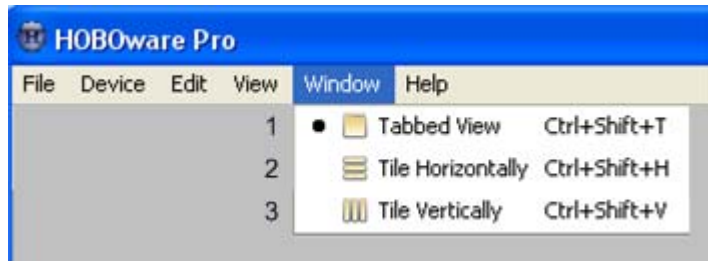 HOBOware Pro
File Device Edit View Window Help
1 Tabbed View Ctrl+Shift+T
2 Tile Horizontally Ctrl+Shift+H
3 Tile Vertically Ctrl+Shift+V